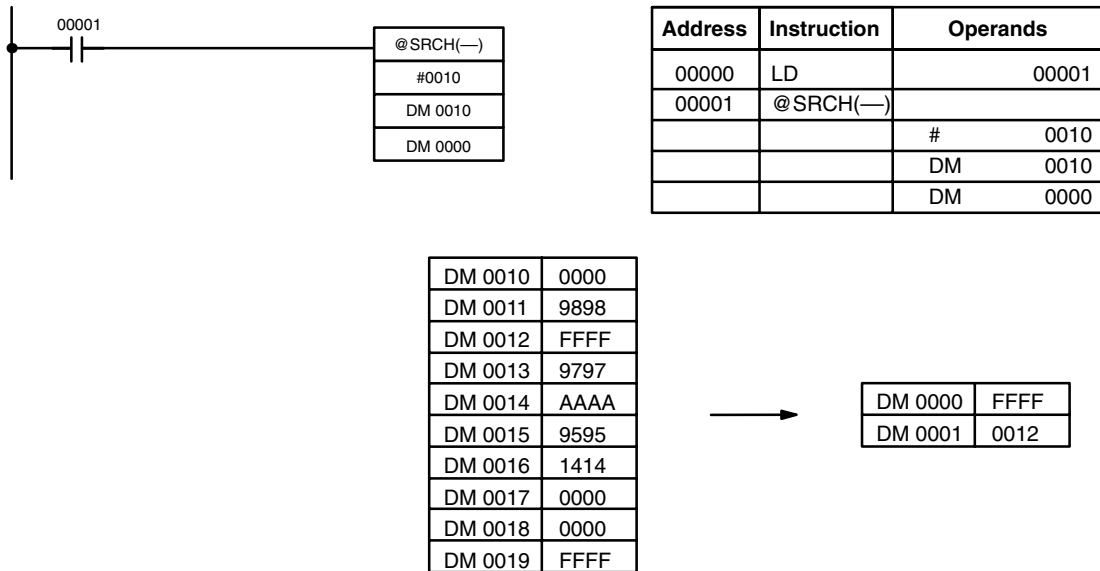 00001
@SRCH(—)
#0010
DM 0010
DM 0000
Address Instruction Operands
00000 LD 00001
00001 @SRCH(—)
# 0010
DM 0010
DM 0000
DM 0010 0000
DM 0011 9898
DM 0012 FFFF
DM 0013 9797
DM 0014 AAAA
DM 0015 9595
DM 0016 1414
DM 0017 0000
DM 0018 0000
DM 0019 FFFF
DM 0000 FFFF
DM 0001 0012